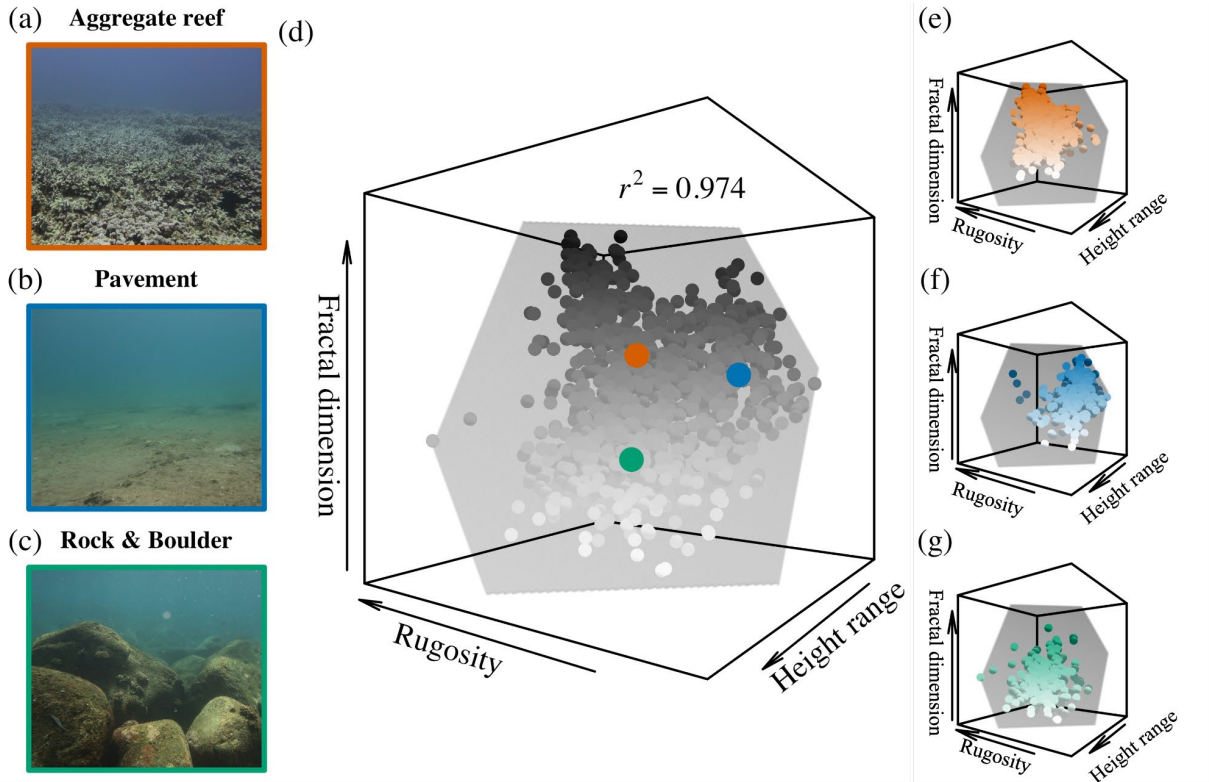 (a) Aggregate reef
(b) Pavement
(c) Rock & Boulder
(d)
r² = 0.974
Fractal dimension
Rugosity
Height range
(e)
Fractal dimension
Rugosity
Height range
(f)
Fractal dimension
Rugosity
Height range
(g)
Fractal dimension
Rugosity
Height range